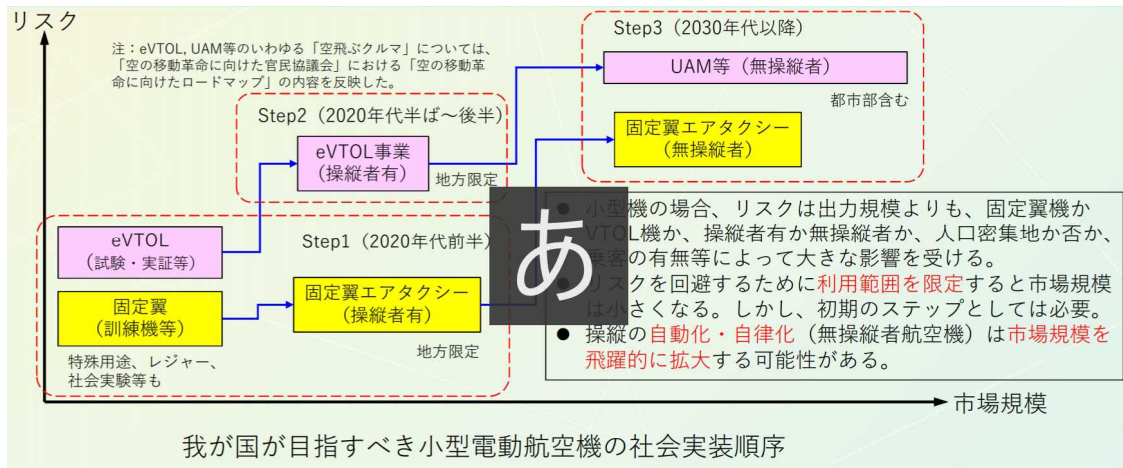 リスク
注：eVTOL, UAM等のいわゆる「空飛ぶクルマ」については、
「空の移動革命に向けた官民協議会」における「空の移動革
命に向けたロードマップ」の内容を反映した。
Step3（2030年代以降）
UAM等（無操縦者）
都市部含む
固定翼エアタクシー
（無操縦者）
Step2（2020年代半ば～後半）
eVTOL事業
（操縦者有）
地方限定
Step1（2020年代前半）
eVTOL
（試験・実証等）
固定翼
（訓練機等）
特殊用途、レジャー、
社会実験等も
固定翼エアタクシー
（操縦者有）
地方限定
あ
● 小型機の場合、リスクは出力規模よりも、固定翼機か
VTOL機か、操縦者有か無操縦者か、人口密集地か否か、
乗客の有無等によって大きな影響を受ける。
● リスクを回避するために利用範囲を限定すると市場規模
は小さくなる。しかし、初期のステップとしては必要。
● 操縦の自動化・自律化（無操縦者航空機）は市場規模を
飛躍的に拡大する可能性がある。
市場規模
我が国が目指すべき小型電動航空機の社会実装順序